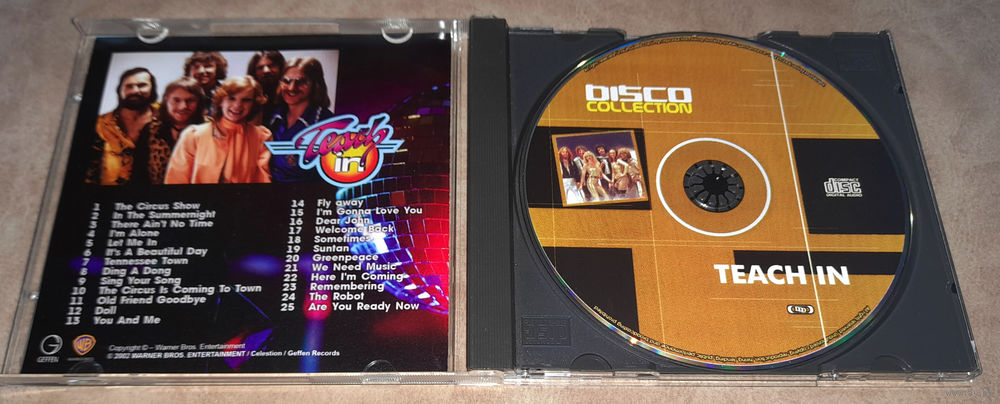 Teach
in!
1 The Circus Show
2 In The Summernight
3 There Ain't No Time
4 I'm Alone
5 Let Me In
6 It's A Beautiful Day
7 Tennessee Town
8 Ding A Dong
9 Sing Your Song
10 The Circus Is Coming To Town
11 Old Friend Goodbye
12 Doll
13 You And Me
14 Fly away
15 I'm Gonna Love You
16 Dear John
17 Welcome Back
18 Sometimes
19 Suntan
20 Greenpeace
21 We Need Music
22 Here I'm Coming
23 Remembering
24 The Robot
25 Are You Ready Now
GEFFEN
WB
Copyright © – Warner Bros. Entertainment
© 2002 WARNER BROS. ENTERTAINMENT / Celestion / Geffen Records
DISCO
COLLECTION
COMPACT
disc
DIGITAL AUDIO
TEACH IN